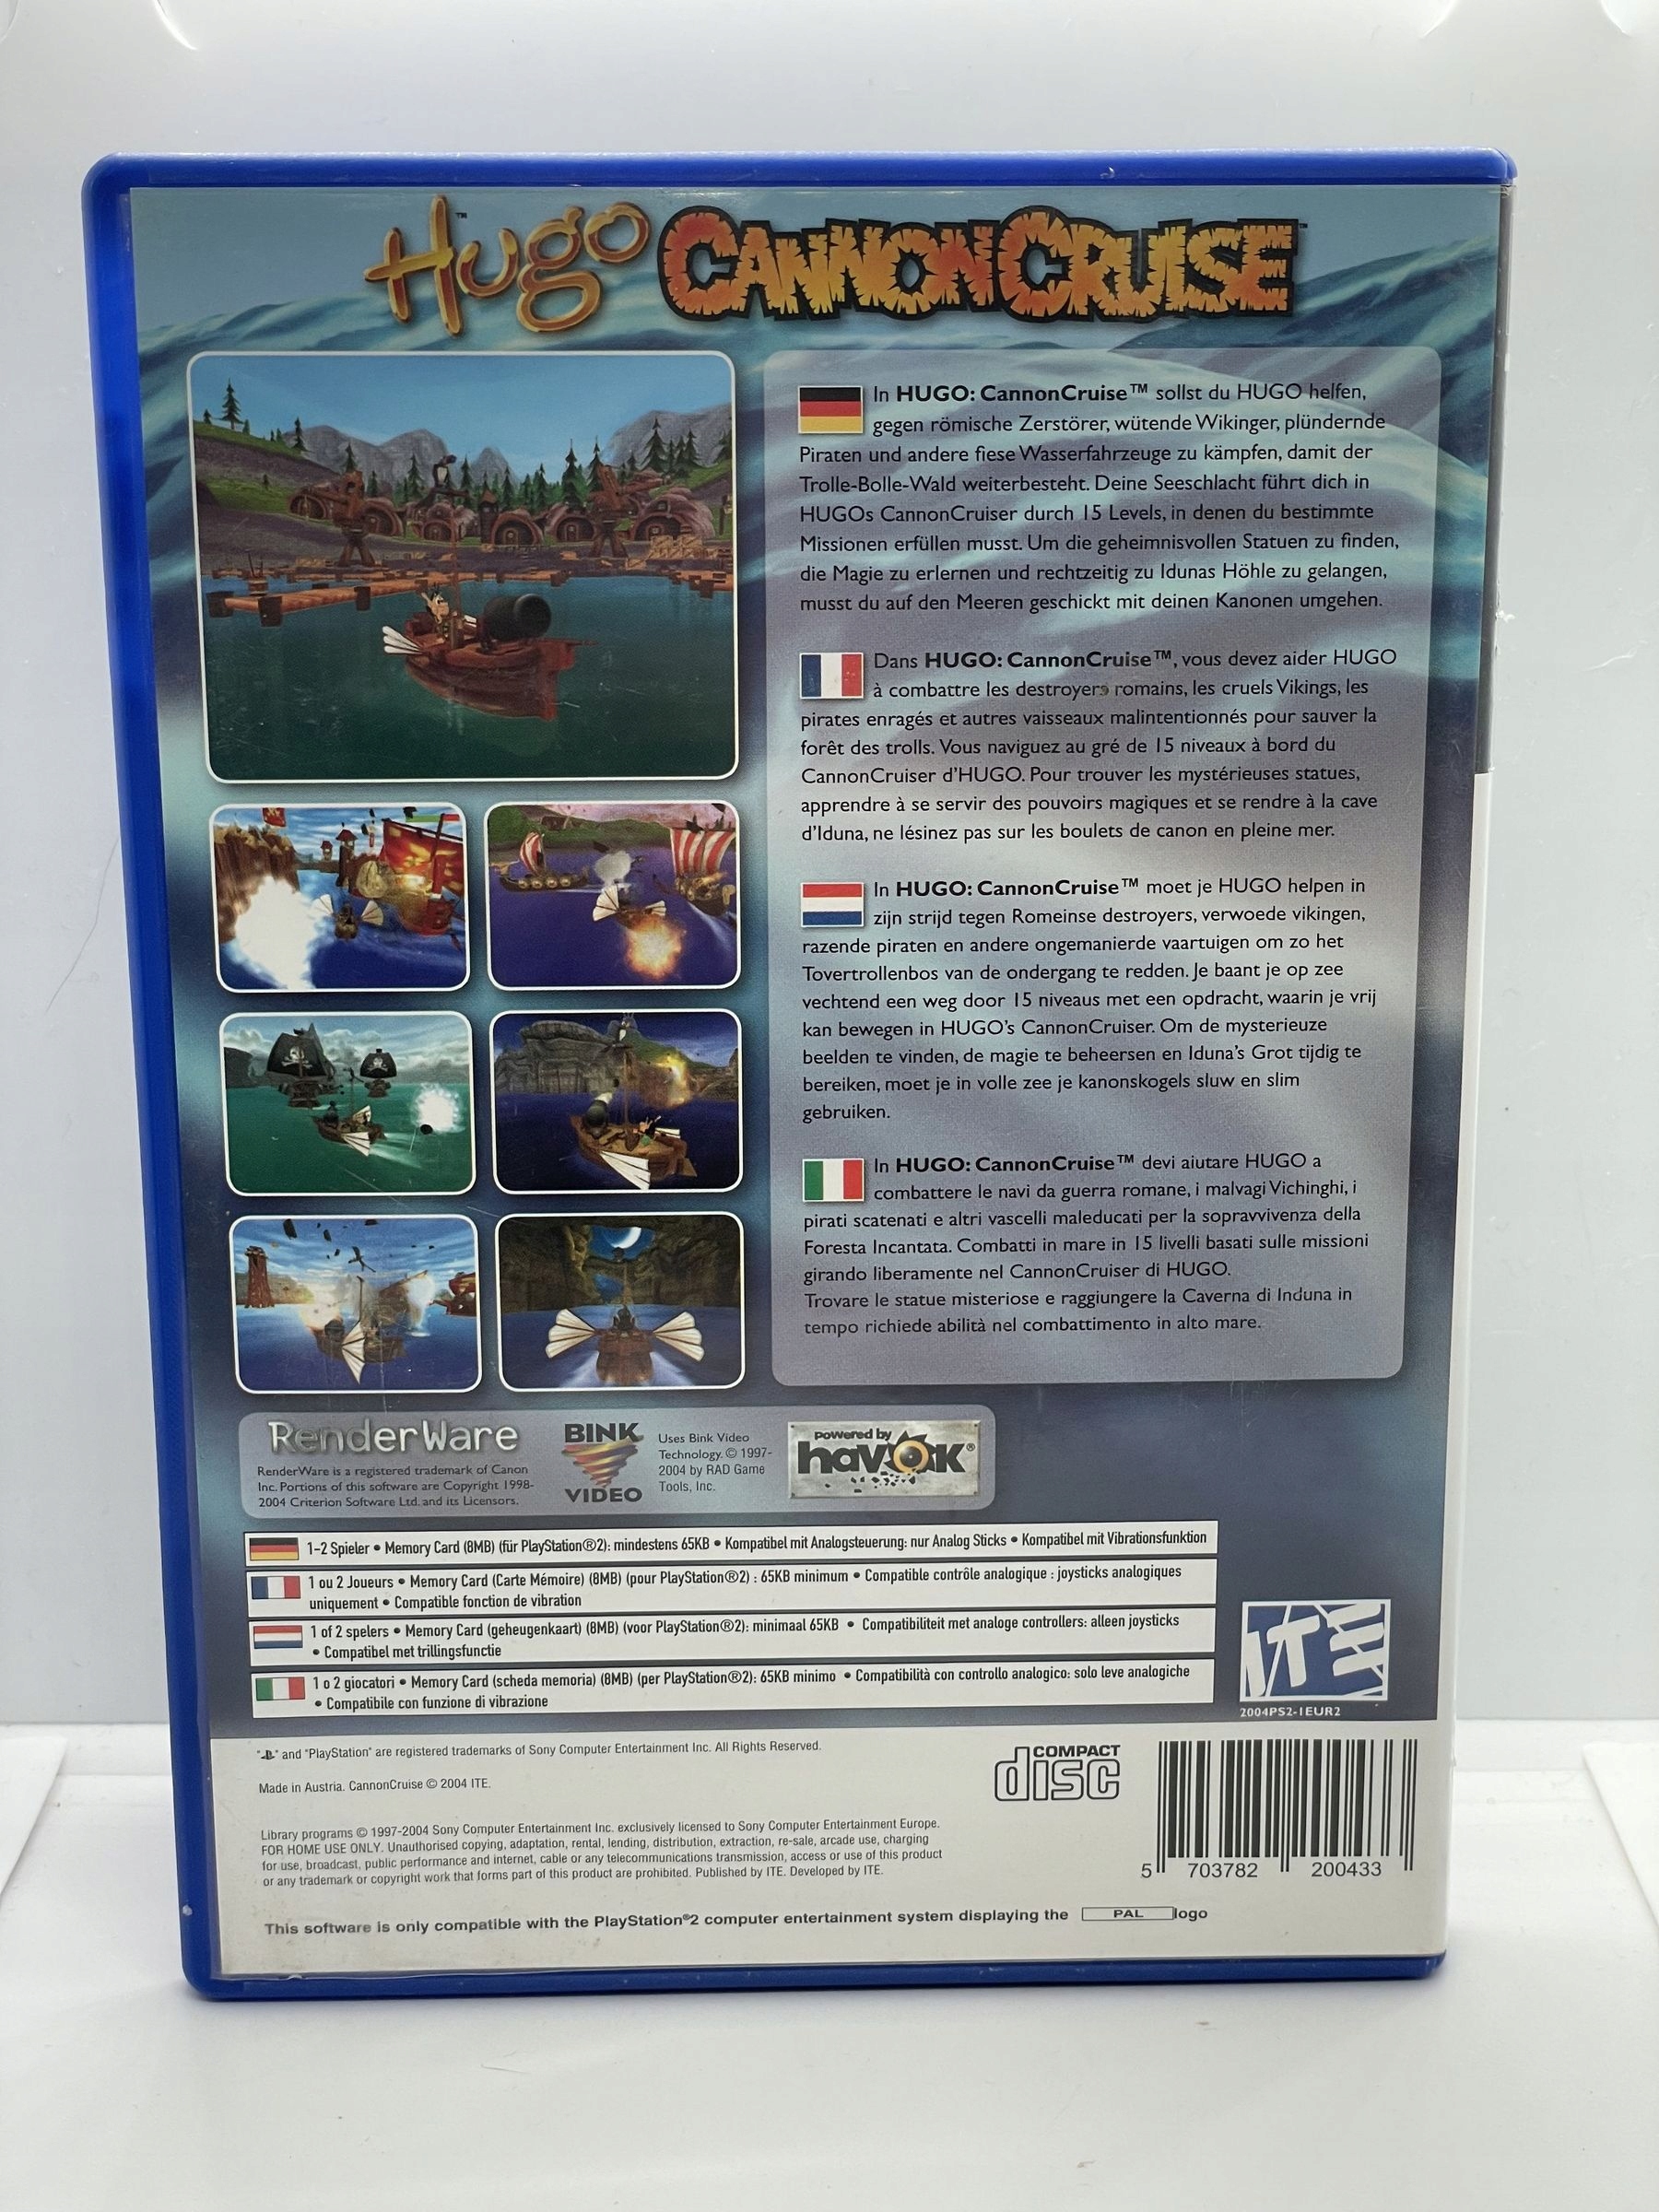 Hugo™ CANNONCRUISE™
In HUGO: CannonCruise™ sollst du HUGO helfen,
gegen römische Zerstörer, wütende Wikinger, plündernde
Piraten und andere fiese Wasserfahrzeuge zu kämpfen, damit der
Trolle-Bolle-Wald weiterbesteht. Deine Seeschlacht führt dich in
HUGOs CannonCruiser durch 15 Levels, in denen du bestimmte
Missionen erfüllen musst. Um die geheimnisvollen Statuen zu finden,
die Magie zu erlernen und rechtzeitig zu Idunas Höhle zu gelangen,
musst du auf den Meeren geschickt mit deinen Kanonen umgehen.
Dans HUGO: CannonCruise™, vous devez aider HUGO
à combattre les destroyers romains, les cruels Vikings, les
pirates enragés et autres vaisseaux malintentionnés pour sauver la
forêt des trolls. Vous naviguez au gré de 15 niveaux à bord du
CannonCruiser d'HUGO. Pour trouver les mystérieuses statues,
apprendre à se servir des pouvoirs magiques et se rendre à la cave
d'Iduna, ne lésinez pas sur les boulets de canon en pleine mer.
In HUGO: CannonCruise™ moet je HUGO helpen in
zijn strijd tegen Romeinse destroyers, verwoede vikingen,
razende piraten en andere ongemanierde vaartuigen om zo het
Tovertrollenbos van de ondergang te redden. Je baant je op zee
vechtend een weg door 15 niveaus met een opdracht, waarin je vrij
kan bewegen in HUGO's CannonCruiser. Om de mysterieuze
beelden te vinden, de magie te beheersen en Iduna's Grot tijdig te
bereiken, moet je in volle zee je kanonskogels sluw en slim
gebruiken.
In HUGO: CannonCruise™ devi aiutare HUGO a
combattere le navi da guerra romane, i malvagi Vichinghi, i
pirati scatenati e altri vascelli maleducati per la sopravvivenza della
Foresta Incantata. Combatti in mare in 15 livelli basati sulle missioni
girando liberamente nel CannonCruiser di HUGO.
Trovare le statue misteriose e raggiungere la Caverna di Induna in
tempo richiede abilità nel combattimento in alto mare.
RenderWare
RenderWare is a registered trademark of Canon
Inc. Portions of this software are Copyright 1998-
2004 Criterion Software Ltd. and its Licensors.
BINK
VIDEO
Uses Bink Video
Technology. © 1997-
2004 by RAD Game
Tools, Inc.
powered by
havok®
1-2 Spieler • Memory Card (8MB) (für PlayStation®2): mindestens 65KB • Kompatibel mit Analogsteuerung: nur Analog Sticks • Kompatibel mit Vibrationsfunktion
1 ou 2 Joueurs • Memory Card (Carte Mémoire) (8MB) (pour PlayStation®2) : 65KB minimum • Compatible contrôle analogique : joysticks analogiques
uniquement • Compatible fonction de vibration
1 of 2 spelers • Memory Card (geheugenkaart) (8MB) (voor PlayStation®2): minimaal 65KB • Compatibiliteit met analoge controllers: alleen joysticks
• Compatibel met trillingsfunctie
1 o 2 giocatori • Memory Card (scheda memoria) (8MB) (per PlayStation®2): 65KB minimo • Compatibilità con controllo analogico: solo leve analogiche
• Compatibile con funzione di vibrazione
ITE
2004PS2-1EUR2
" " and "PlayStation" are registered trademarks of Sony Computer Entertainment Inc. All Rights Reserved.
Made in Austria. CannonCruise © 2004 ITE.
COMPACT
disc
Library programs © 1997-2004 Sony Computer Entertainment Inc. exclusively licensed to Sony Computer Entertainment Europe.
FOR HOME USE ONLY. Unauthorised copying, adaptation, rental, lending, distribution, extraction, re-sale, arcade use, charging
for use, broadcast, public performance and internet, cable or any telecommunications transmission, access or use of this product
or any trademark or copyright work that forms part of this product are prohibited. Published by ITE. Developed by ITE.
5 703782 200433
This software is only compatible with the PlayStation®2 computer entertainment system displaying the PAL logo